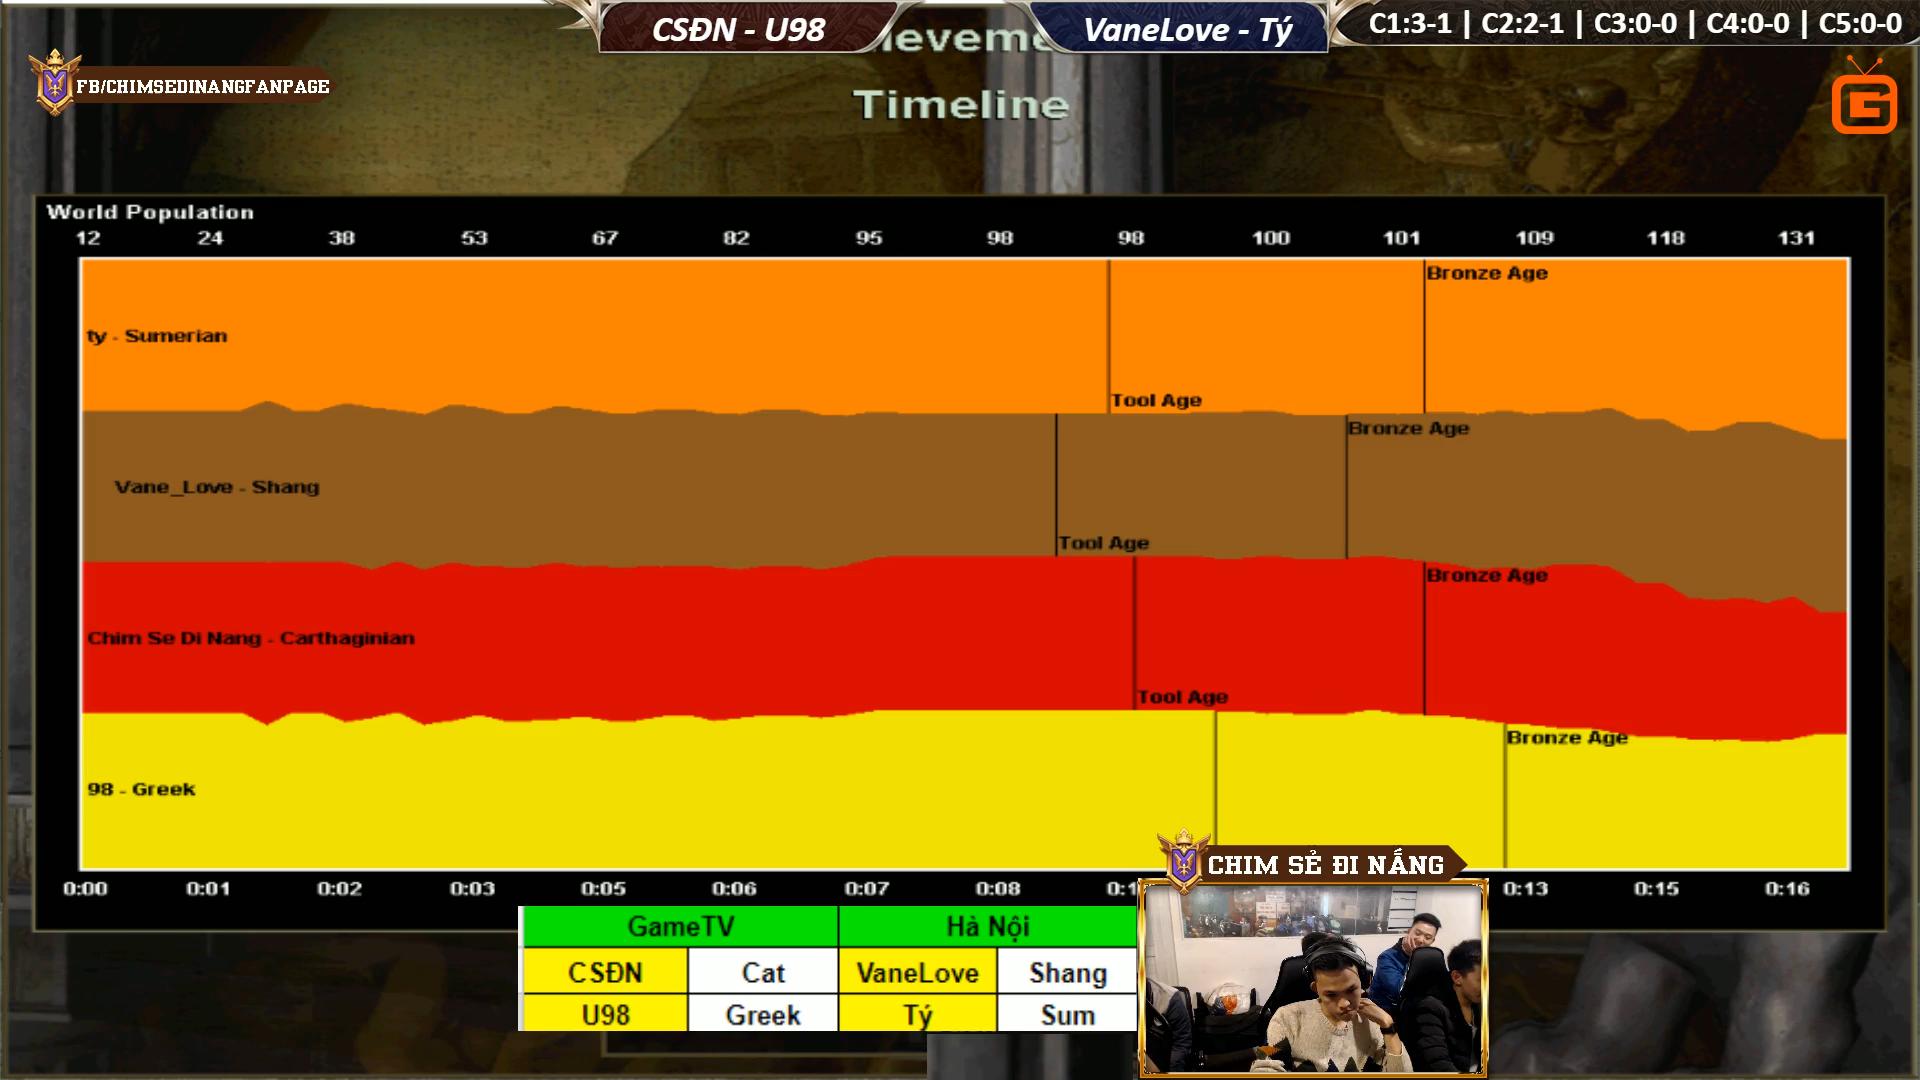 CSĐN - U98
VaneLove - Tý
C1:3-1 | C2:2-1 | C3:0-0 | C4:0-0 | C5:0-0
FB/CHIMSEDINANGFANPAGE
Timeline
World Population
12 24 38 53 67 82 95 98 98 100 101 109 118 131
Bronze Age
ty - Sumerian
Tool Age
Bronze Age
Vane_Love - Shang
Tool Age
Bronze Age
Chim Se Di Nang - Carthaginian
Tool Age
Bronze Age
98 - Greek
CHIM SẺ ĐI NẮNG
0:00 0:01 0:02 0:03 0:05 0:06 0:07 0:08 0:13 0:15 0:16
GameTV Hà Nội
CSĐN Cat VaneLove Shang
U98 Greek Tý Sum